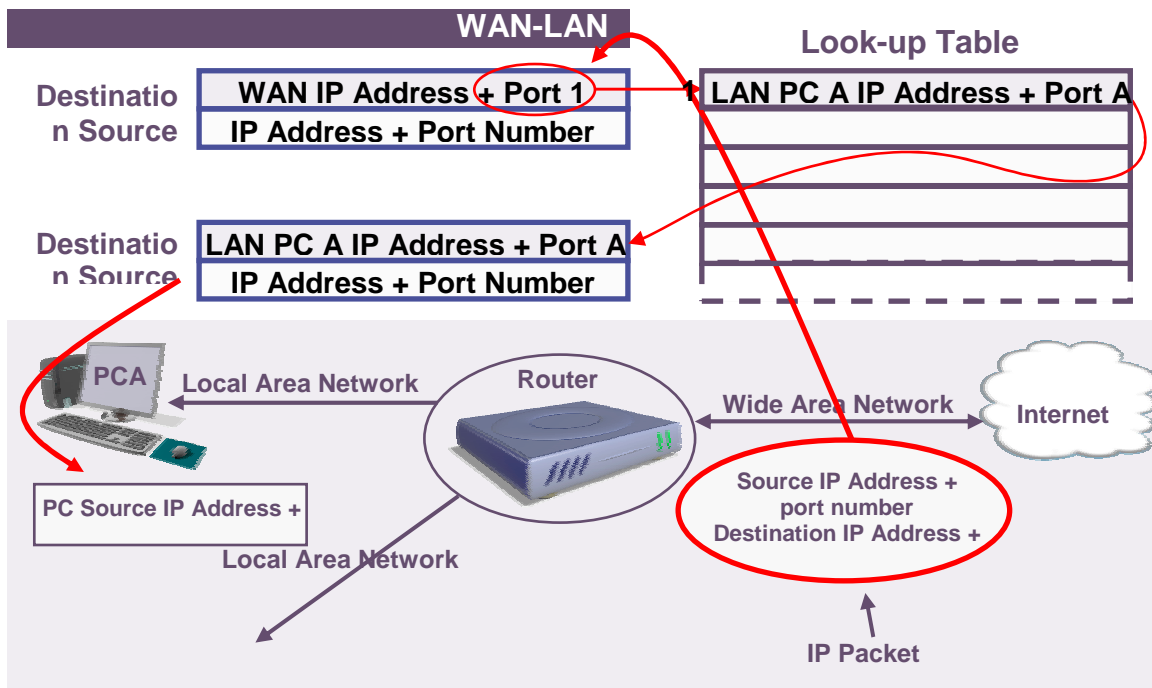 WAN-LAN
Look-up Table
Destinatio
n Source
WAN IP Address + Port 1
IP Address + Port Number
1
LAN PC A IP Address + Port A
Destinatio
n Source
LAN PC A IP Address + Port A
IP Address + Port Number
PCA
Local Area Network
Router
Wide Area Network
Internet
PC Source IP Address +
Source IP Address +
port number
Destination IP Address +
Local Area Network
IP Packet